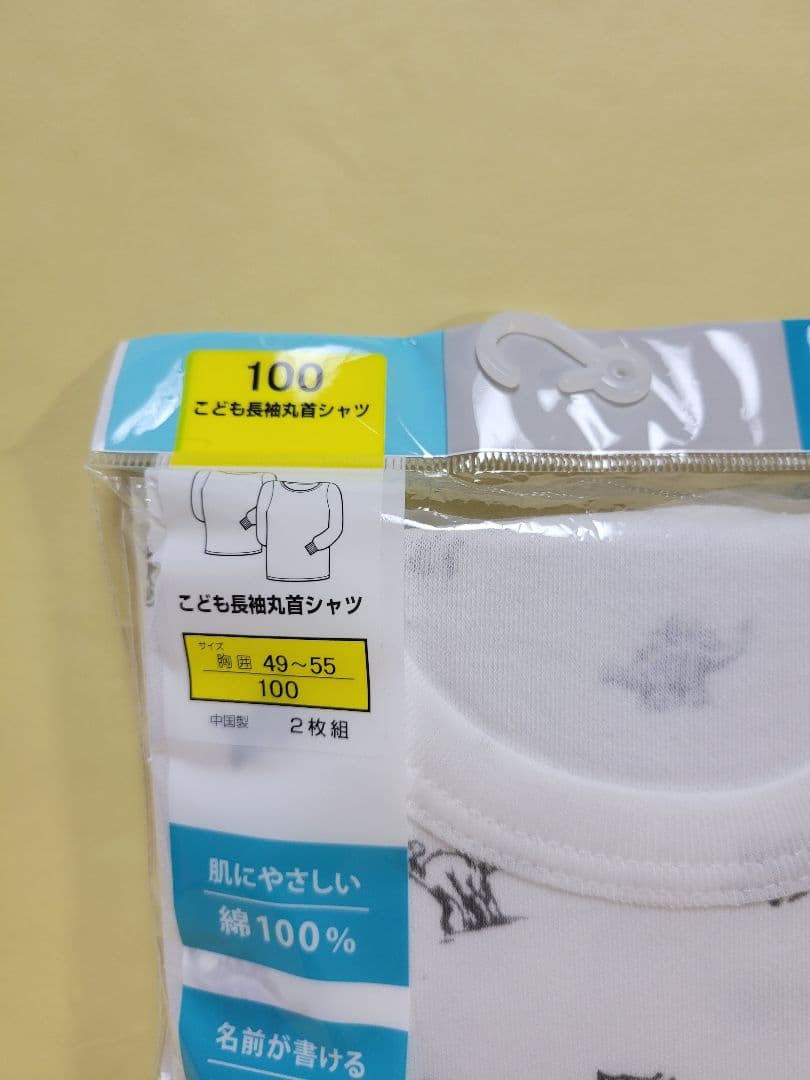 100
こども長袖丸首シャツ
こども長袖丸首シャツ
サイズ
胸囲 49~55
100
中国製 2枚組
肌にやさしい
綿100%
名前が書ける